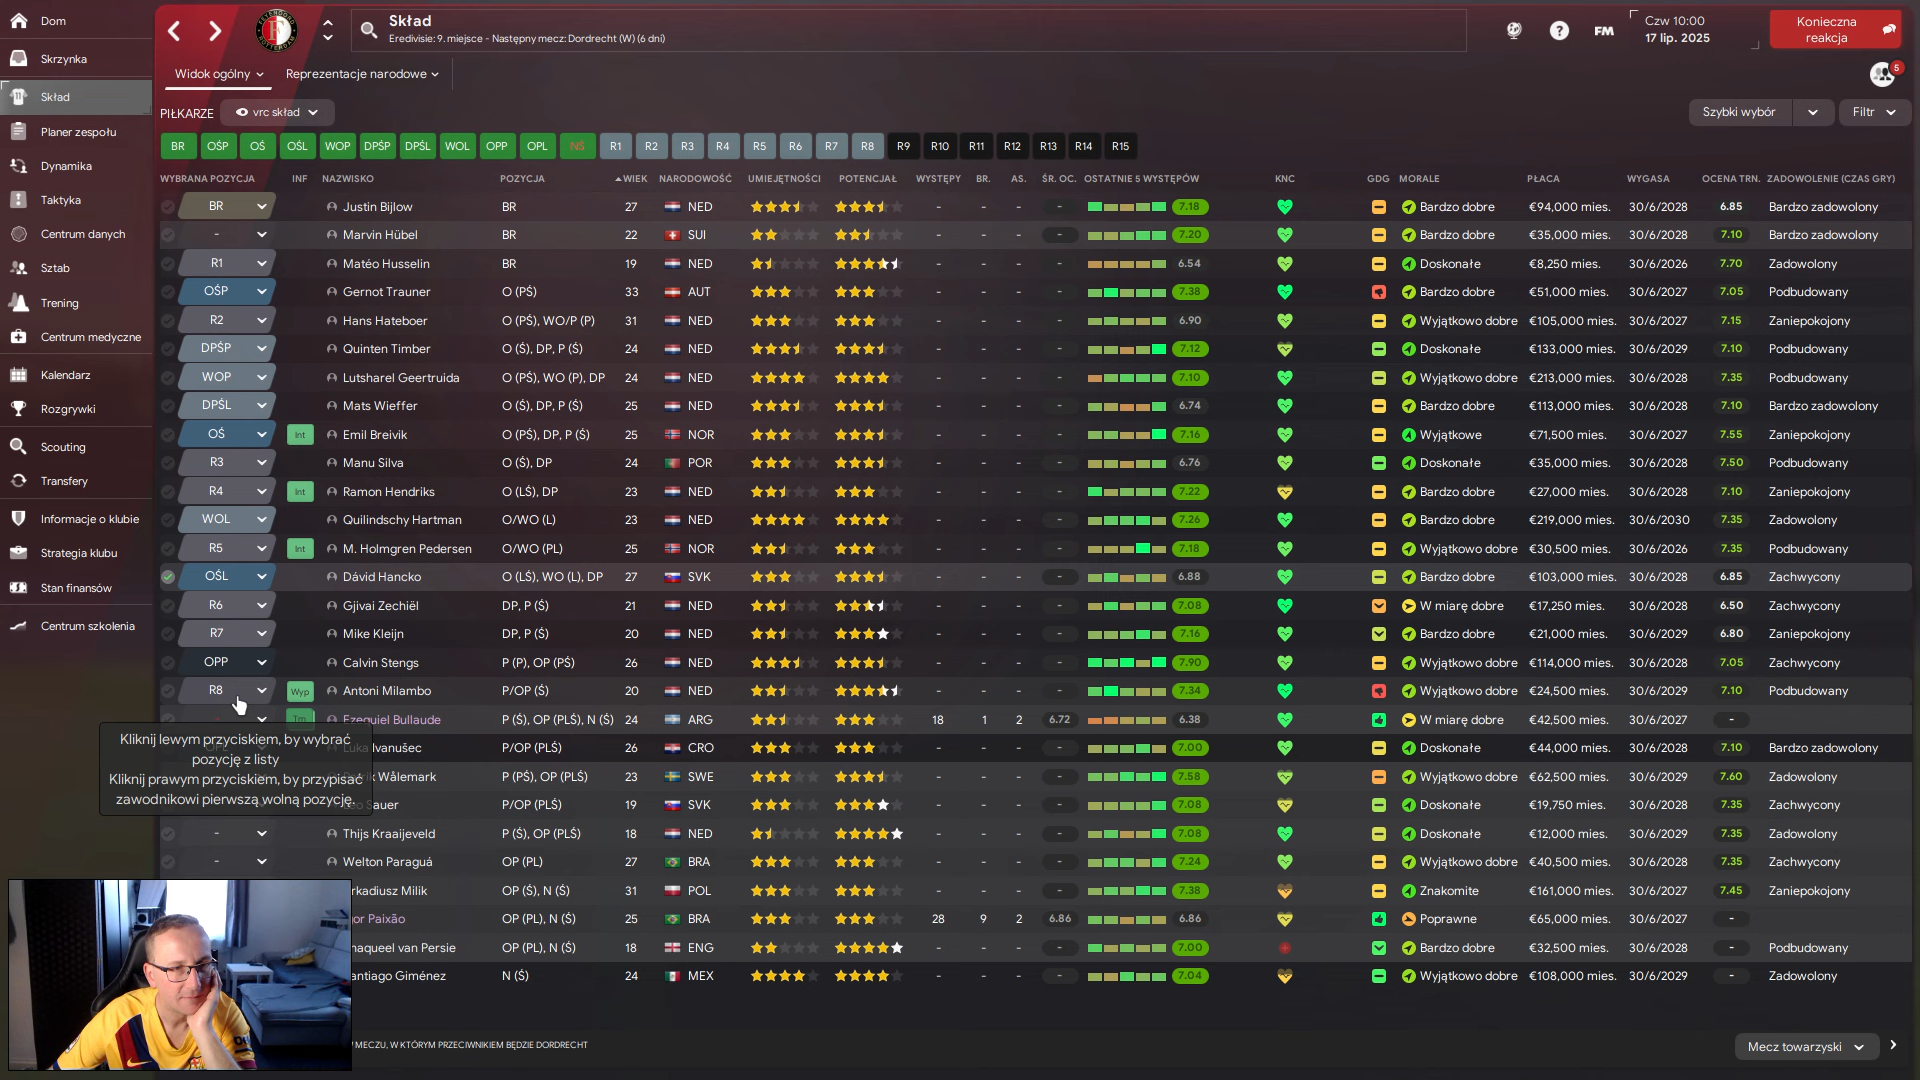 Dom
Skrzynka
Skład
Planer zespołu
Dynamika
Taktyka
Centrum danych
Sztab
Trening
Centrum medyczne
Kalendarz
Rozgrywki
Scouting
Transfery
Informacje o klubie
Strategia klubu
Stan finansów
Centrum szkolenia
Skład
Eredivisie: 9. miejsce - Następny mecz: Dordrecht (W) (6 dni)
FM
Czw 10:00
17 lip. 2025
Konieczna reakcja
5
Widok ogólny
Reprezentacje narodowe
PIŁKARZE vrc skład
Szybki wybór Filtr
BR OŚP OŚ OŚL WOP DPŚP DPŚL WOL OPP OPL NŚ R1 R2 R3 R4 R5 R6 R7 R8 R9 R10 R11 R12 R13 R14 R15
WYBRANA POZYCJA INF NAZWISKO POZYCJA WIEK NARODOWOŚĆ UMIEJĘTNOŚCI POTENCJAŁ WYSTĘPY BR. AS. ŚR. OC. OSTATNIE 5 WYSTĘPÓW KNC GDG MORALE PŁACA WYGASA OCENA TRN. ZADOWOLENIE (CZAS GRY)
BR Justin Bijlow BR 27 NED - - - - 7.18 Bardzo dobre €94,000 mies. 30/6/2028 6.85 Bardzo zadowolony
- Marvin Hübel BR 22 SUI - - - - 7.20 Bardzo dobre €35,000 mies. 30/6/2028 7.10 Bardzo zadowolony
R1 Matéo Husselin BR 19 NED - - - - 6.54 Doskonałe €8,250 mies. 30/6/2026 7.70 Zadowolony
OŚP Gernot Trauner O (PŚ) 33 AUT - - - - 7.38 Bardzo dobre €51,000 mies. 30/6/2027 7.05 Podbudowany
R2 Hans Hateboer O (PŚ), WO/P (P) 31 NED - - - - 6.90 Wyjątkowo dobre €105,000 mies. 30/6/2027 7.15 Zaniepokojony
DPŚP Quinten Timber O (Ś), DP, P (Ś) 24 NED - - - - 7.12 Doskonałe €133,000 mies. 30/6/2029 7.10 Podbudowany
WOP Lutsharel Geertruida O (PŚ), WO (P), DP 24 NED - - - - 7.10 Wyjątkowo dobre €213,000 mies. 30/6/2028 7.35 Podbudowany
DPŚL Mats Wieffer O (Ś), DP, P (Ś) 25 NED - - - - 6.74 Bardzo dobre €113,000 mies. 30/6/2028 7.10 Bardzo zadowolony
OŚ Int Emil Breivik O (PŚ), DP, P (Ś) 25 NOR - - - - 7.16 Wyjątkowe €71,500 mies. 30/6/2027 7.55 Zaniepokojony
R3 Manu Silva O (Ś), DP 24 POR - - - - 6.76 Doskonałe €35,000 mies. 30/6/2028 7.50 Podbudowany
R4 Int Ramon Hendriks O (LŚ), DP 23 NED - - - - 7.22 Bardzo dobre €27,000 mies. 30/6/2028 7.10 Zaniepokojony
WOL Quilindschy Hartman O/WO (L) 23 NED - - - - 7.26 Bardzo dobre €219,000 mies. 30/6/2030 7.35 Zadowolony
R5 Int M. Holmgren Pedersen O/WO (PL) 25 NOR - - - - 7.18 Wyjątkowo dobre €30,500 mies. 30/6/2026 7.35 Podbudowany
OŚL Dávid Hancko O (LŚ), WO (L), DP 27 SVK - - - - 6.88 Bardzo dobre €103,000 mies. 30/6/2028 6.85 Zachwycony
R6 Gjivai Zechiël DP, P (Ś) 21 NED - - - - 7.08 W miarę dobre €17,250 mies. 30/6/2028 6.50 Zachwycony
R7 Mike Kleijn DP, P (Ś) 20 NED - - - - 7.16 Bardzo dobre €21,000 mies. 30/6/2029 6.80 Zaniepokojony
OPP Calvin Stengs P (P), OP (PŚ) 26 NED - - - - 7.90 Wyjątkowo dobre €114,000 mies. 30/6/2028 7.05 Podbudowany
R8 Wyp Antoni Milambo P/OP (Ś) 20 NED - - - - 7.34 Wyjątkowo dobre €24,500 mies. 30/6/2029 7.10 Podbudowany
Trn Ezequiel Bullaude P (Ś), OP (PLŚ), N (Ś) 24 ARG 18 1 2 6.72 6.38 W miarę dobre €42,500 mies. 30/6/2027 -
Luka Ivanušec P/OP (PLŚ) 26 CRO - - - - 7.00 Doskonałe €44,000 mies. 30/6/2028 7.10 Bardzo zadowolony
Patrik Wålemark P (PŚ), OP (PLŚ) 23 SWE - - - - 7.58 Wyjątkowo dobre €62,500 mies. 30/6/2028 7.60 Zadowolony
Leo Sauer P/OP (PLŚ) 19 SVK - - - - 7.08 Doskonałe €19,750 mies. 30/6/2028 7.35 Zachwycony
- Thijs Kraaijeveld P (Ś), OP (PLŚ) 18 NED - - - - 7.08 Doskonałe €12,000 mies. 30/6/2029 7.35 Zadowolony
- Welton Paraguá OP (PL) 27 BRA - - - - 7.24 Wyjątkowo dobre €40,500 mies. 30/6/2028 7.35 Zachwycony
rkadiusz Milik OP (Ś), N (Ś) 31 POL - - - - 7.38 Znakomite €161,000 mies. 30/6/2027 7.45 Zaniepokojony
gor Paixão OP (PL), N (Ś) 25 BRA 28 9 2 6.86 6.86 Poprawne €65,000 mies. 30/6/2027 -
haqueel van Persie OP (PL), N (Ś) 18 ENG - - - - 7.00 Bardzo dobre €32,500 mies. 30/6/2028 - Podbudowany
antiago Giménez N (Ś) 24 MEX - - - - 7.04 Wyjątkowo dobre €108,000 mies. 30/6/2029 - Zadowolony
Kliknij lewym przyciskiem, by wybrać
pozycję z listy
Kliknij prawym przyciskiem, by przypisać
zawodnikowi pierwszą wolną pozycję.
MECZU, W KTÓRYM PRZECIWNIKIEM BĘDZIE DORDRECHT
Mecz towarzyski